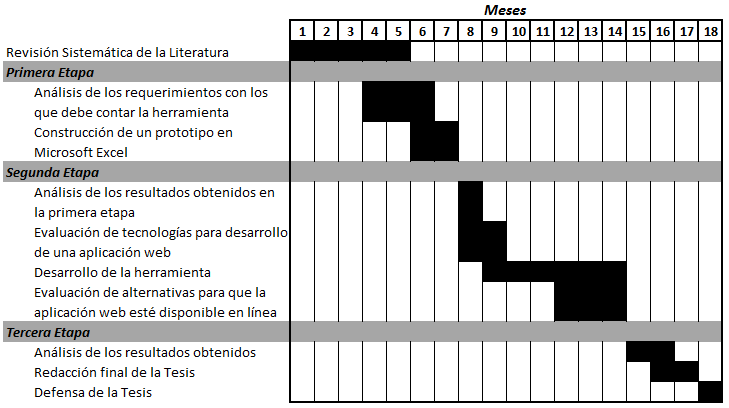 Meses
1 2 3 4 5 6 7 8 9 10 11 12 13 14 15 16 17 18
Revisión Sistemática de la Literatura
Primera Etapa
Análisis de los requerimientos con los
que debe contar la herramienta
Construcción de un prototipo en
Microsoft Excel
Segunda Etapa
Análisis de los resultados obtenidos en
la primera etapa
Evaluación de tecnologías para desarrollo
de una aplicación web
Desarrollo de la herramienta
Evaluación de alternativas para que la
aplicación web esté disponible en línea
Tercera Etapa
Análisis de los resultados obtenidos
Redacción final de la Tesis
Defensa de la Tesis